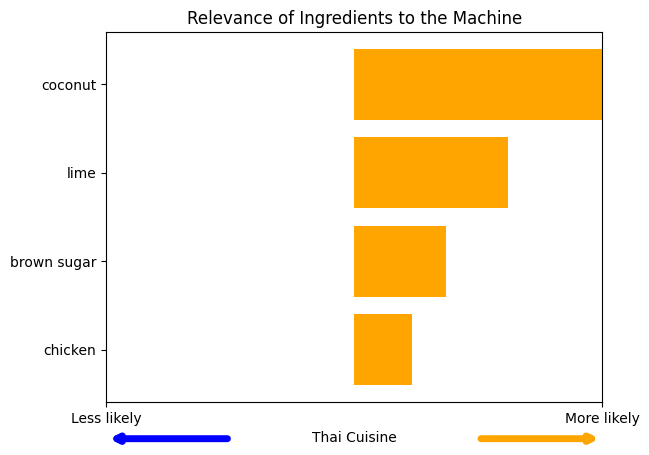 Relevance of Ingredients to the Machine
coconut
lime
brown sugar
chicken
Less likely
More likely
Thai Cuisine